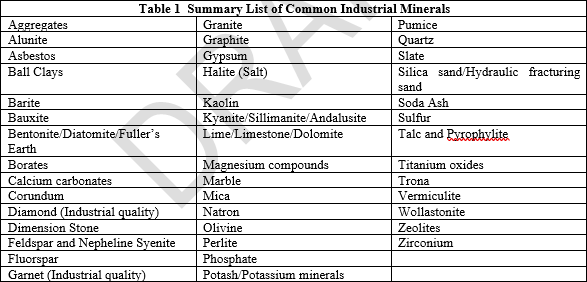 Table 1 Summary List of Common Industrial Minerals
Aggregates Granite Pumice
Alunite Graphite Quartz
Asbestos Gypsum Slate
Ball Clays Halite (Salt) Silica sand/Hydraulic fracturing
sand
Barite Kaolin Soda Ash
Bauxite Kyanite/Sillimanite/Andalusite Sulfur
Bentonite/Diatomite/Fuller's Lime/Limestone/Dolomite Talc and Pyrophylite
Earth
Borates Magnesium compounds Titanium oxides
Calcium carbonates Marble Trona
Corundum Mica Vermiculite
Diamond (Industrial quality) Natron Wollastonite
Dimension Stone Olivine Zeolites
Feldspar and Nepheline Syenite Perlite Zirconium
Fluorspar Phosphate
Garnet (Industrial quality) Potash/Potassium minerals